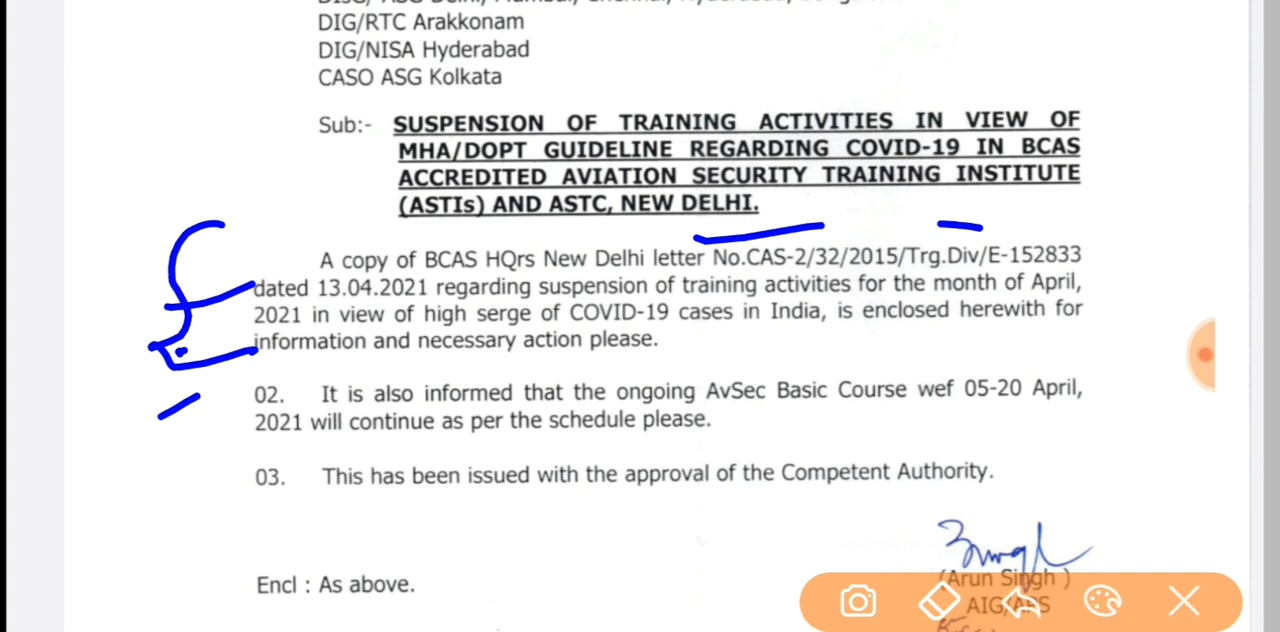 DIG/RTC Arakkonam
DIG/NISA Hyderabad
CASO ASG Kolkata
Sub:- SUSPENSION OF TRAINING ACTIVITIES IN VIEW OF
MHA/DOPT GUIDELINE REGARDING COVID-19 IN BCAS
ACCREDITED AVIATION SECURITY TRAINING INSTITUTE
(ASTIs) AND ASTC, NEW DELHI.
A copy of BCAS HQrs New Delhi letter No.CAS-2/32/2015/Trg.Div/E-152833
dated 13.04.2021 regarding suspension of training activities for the month of April,
2021 in view of high serge of COVID-19 cases in India, is enclosed herewith for
information and necessary action please.
02. It is also informed that the ongoing AvSec Basic Course wef 05-20 April,
2021 will continue as per the schedule please.
03. This has been issued with the approval of the Competent Authority.
Encl : As above.
(Arun Singh )